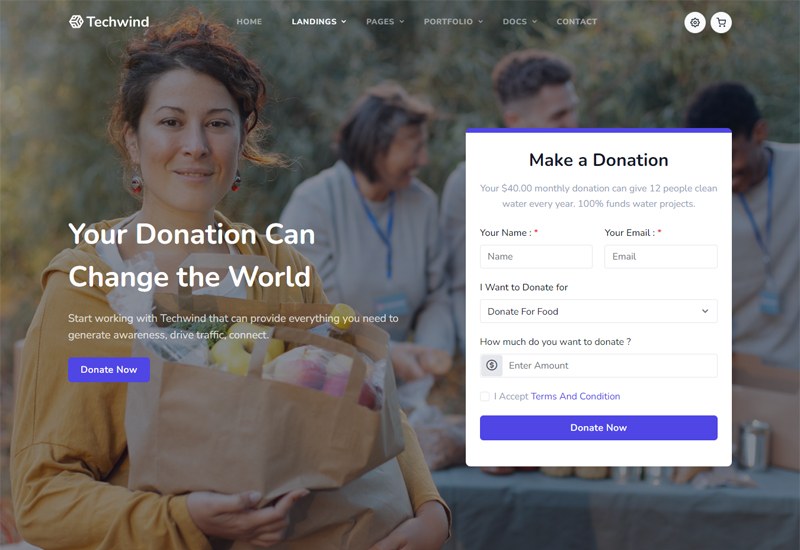 Techwind
HOME LANDINGS PAGES PORTFOLIO DOCS CONTACT
Your Donation Can
Change the World
Start working with Techwind that can provide everything you need to
generate awareness, drive traffic, connect.
Donate Now
Make a Donation
Your $40.00 monthly donation can give 12 people clean
water every year. 100% funds water projects.
Your Name : * Your Email : *
Name Email
I Want to Donate for
Donate For Food
How much do you want to donate ?
$ Enter Amount
I Accept Terms And Condition
Donate Now